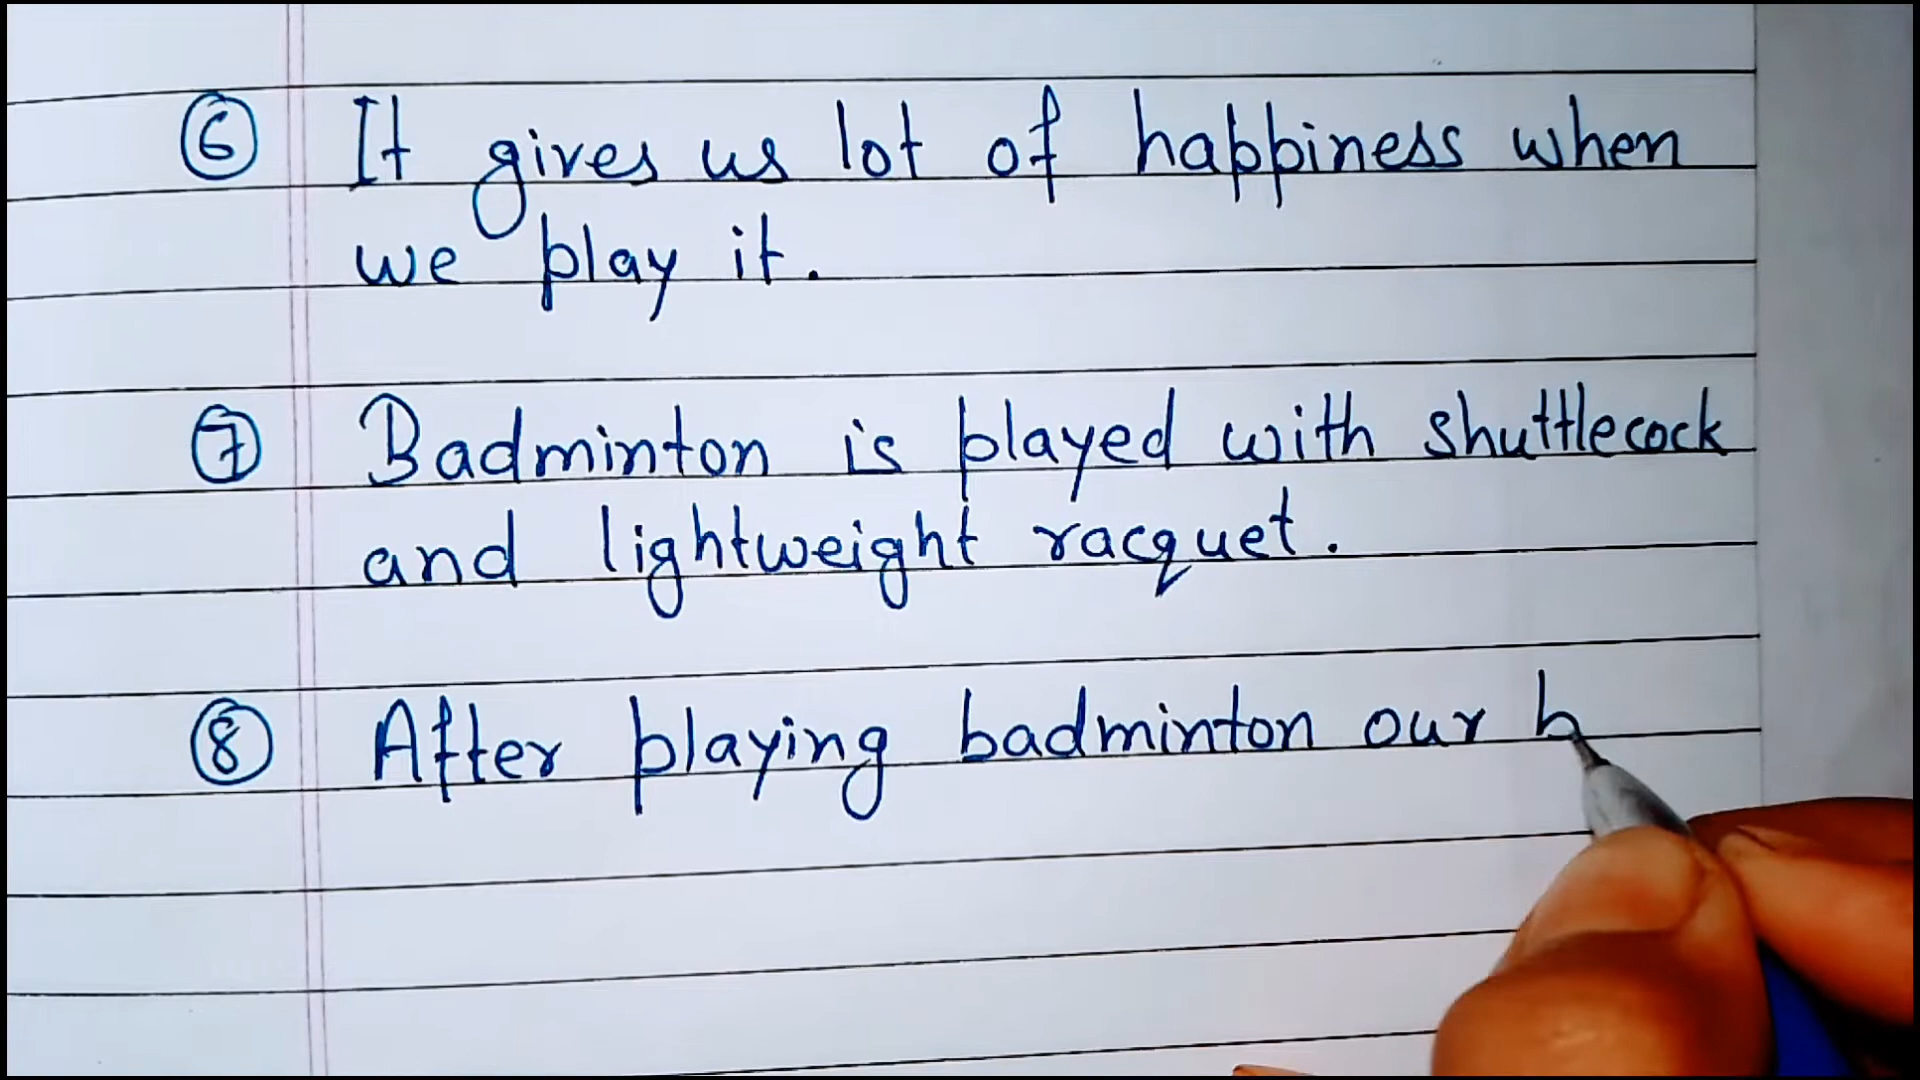 6 It gives us lot of happiness when
we play it.
7 Badminton is played with shuttlecock
and lightweight racquet.
8 After playing badminton our b